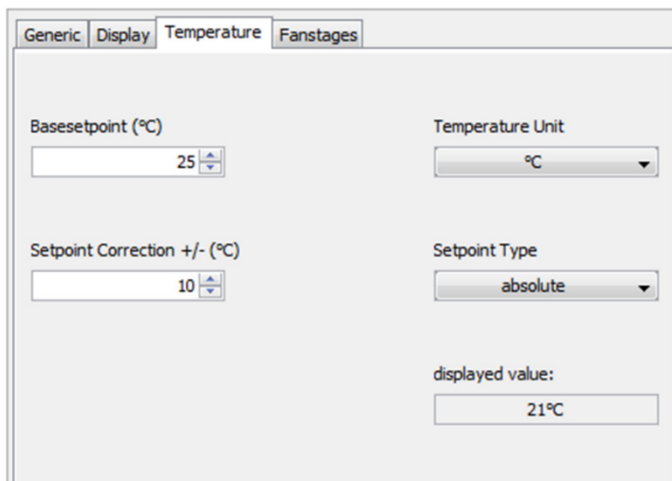 Generic Display Temperature Fanstages
Basesetpoint (°C)
Temperature Unit
25
°C
Setpoint Correction +/- (°C)
Setpoint Type
10
absolute
displayed value:
21°C